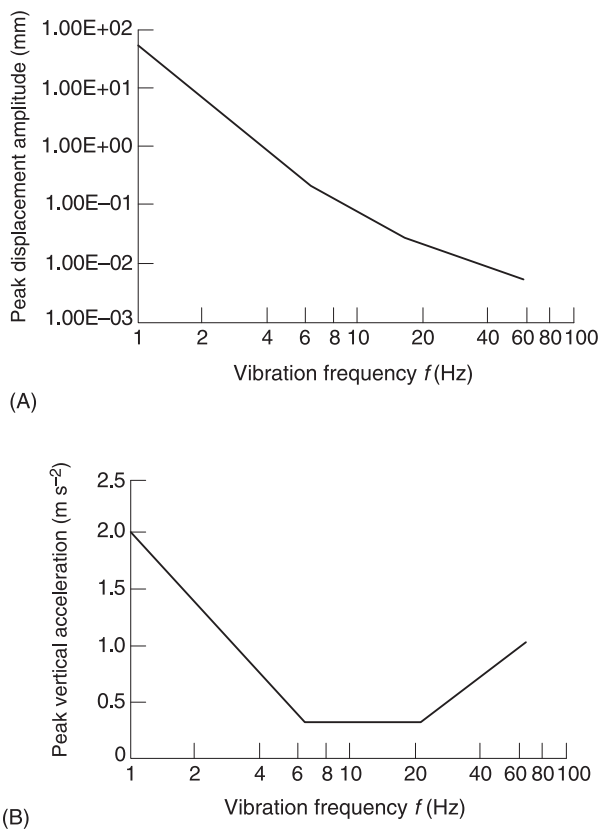 Peak displacement amplitude (mm)
1.00E+02
1.00E+01
1.00E+00
1.00E–01
1.00E–02
1.00E–03
1 2 4 6 8 10 20 40 60 80 100
Vibration frequency f (Hz)
(A)
Peak vertical acceleration (m s–2)
2.5
2.0
1.5
1.0
0.5
0
1 2 4 6 8 10 20 40 60 80 100
Vibration frequency f (Hz)
(B)